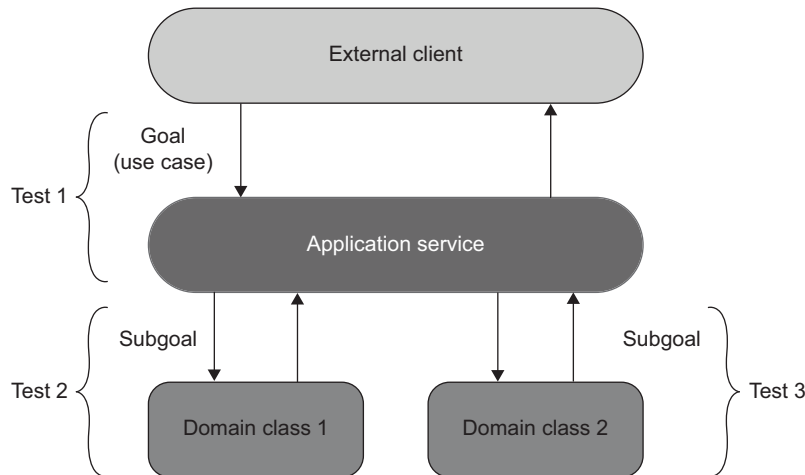 External client
Goal
(use case)
Test 1
Application service
Subgoal
Subgoal
Test 2
Test 3
Domain class 1
Domain class 2